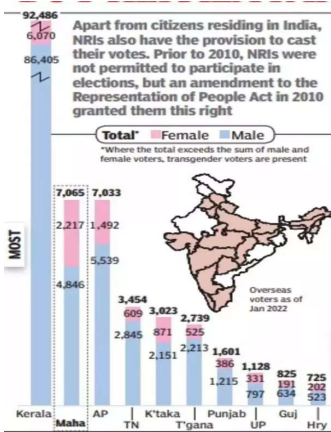 92,486
6,070
86,405
Apart from citizens residing in India,
NRIs also have the provision to cast
their votes. Prior to 2010, NRIs were
not permitted to participate in
elections, but an amendment to the
Representation of People Act in 2010
granted them this right
Total* Female Male
*Where the total exceeds the sum of male and
female voters, transgender voters are present
MOST
7,065 7,033
2,217 1,492
4,846 5,539
3,454
609
2,845
3,023
871
2,151
2,739
525
2,213
1,601
386
1,215
1,128
331
797
825
191
634
725
202
523
Overseas
voters as of
Jan 2022
Kerala AP K'taka Punjab Guj
Maha TN T'gana UP Hry